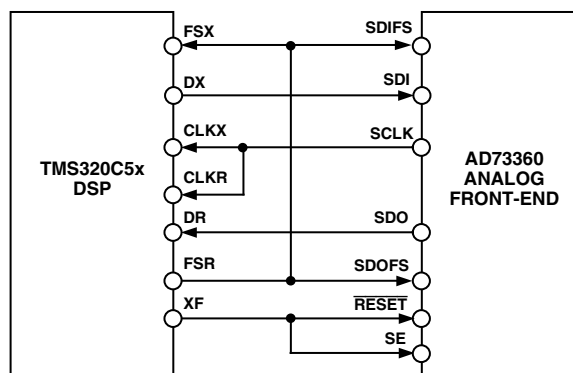 FSX
SDIFS
DX
SDI
CLKX
SCLK
TMS320C5x
DSP
CLKR
AD73360
ANALOG
FRONT-END
DR
SDO
FSR
SDOFS
XF
RESET
SE